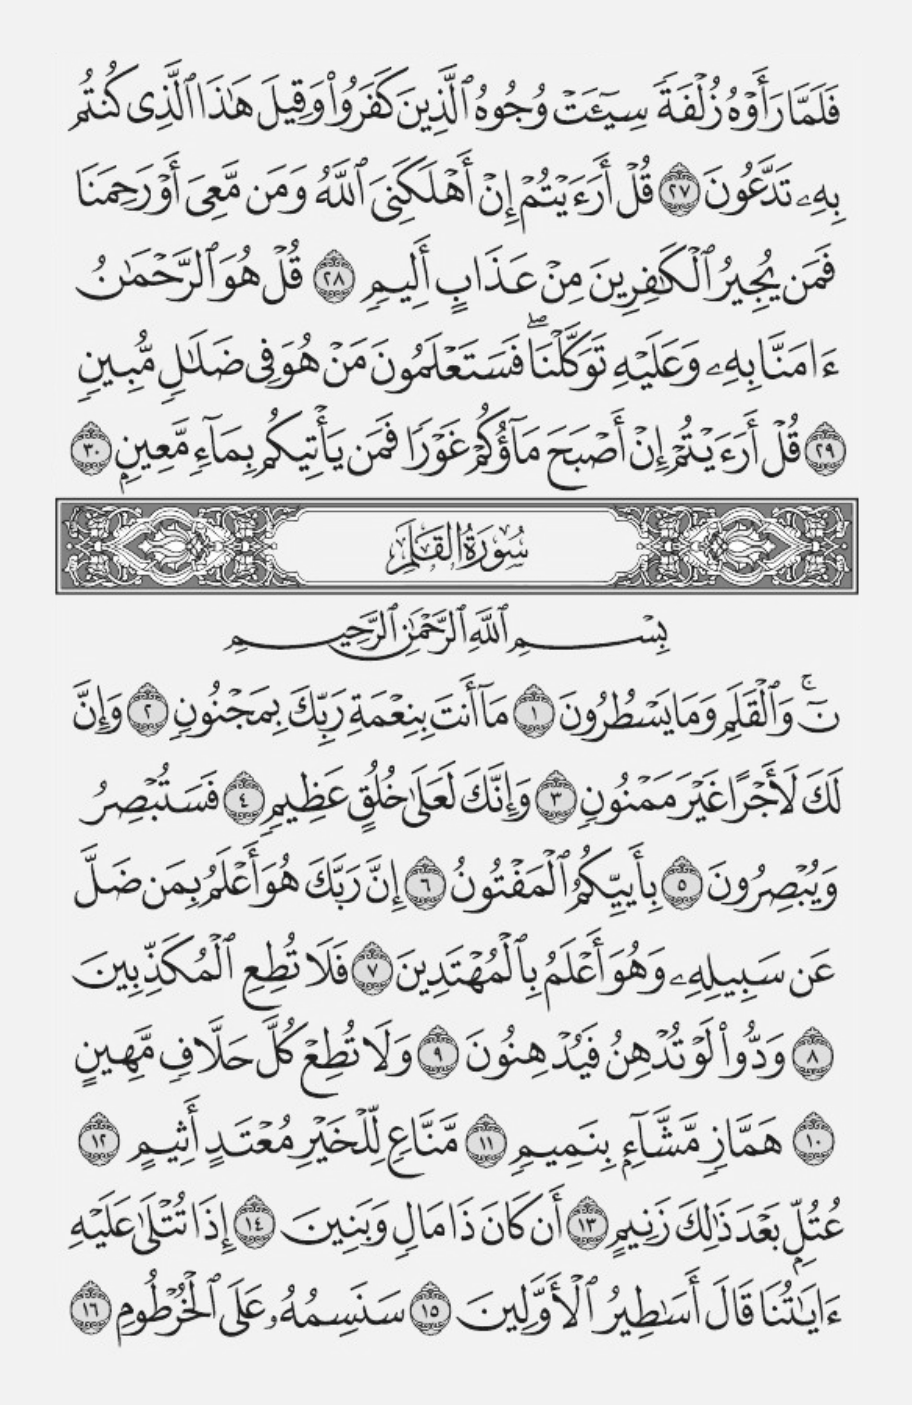 فَلَمَّا رَأَوۡهُ زُلۡفَةٗ سِيٓـَٔتۡ وُجُوهُ ٱلَّذِينَ كَفَرُواْ وَقِيلَ هَٰذَا ٱلَّذِي كُنتُم
بِهِۦ تَدَّعُونَ ٢٧ قُلۡ أَرَءَيۡتُمۡ إِنۡ أَهۡلَكَنِيَ ٱللَّهُ وَمَن مَّعِيَ أَوۡ رَحِمَنَا
فَمَن يُجِيرُ ٱلۡكَٰفِرِينَ مِنۡ عَذَابٍ أَلِيمٖ ٢٨ قُلۡ هُوَ ٱلرَّحۡمَٰنُ
ءَامَنَّا بِهِۦ وَعَلَيۡهِ تَوَكَّلۡنَاۖ فَسَتَعۡلَمُونَ مَنۡ هُوَ فِي ضَلَٰلٖ مُّبِينٖ
٢٩ قُلۡ أَرَءَيۡتُمۡ إِنۡ أَصۡبَحَ مَآؤُكُمۡ غَوۡرٗا فَمَن يَأۡتِيكُم بِمَآءٖ مَّعِينِۭ ٣٠
سُورَةُ القَلَمِ
بِسۡمِ ٱللَّهِ ٱلرَّحۡمَٰنِ ٱلرَّحِيمِ
نٓۚ وَٱلۡقَلَمِ وَمَا يَسۡطُرُونَ ١ مَآ أَنتَ بِنِعۡمَةِ رَبِّكَ بِمَجۡنُونٖ ٢ وَإِنَّ
لَكَ لَأَجۡرًا غَيۡرَ مَمۡنُونٖ ٣ وَإِنَّكَ لَعَلَىٰ خُلُقٍ عَظِيمٖ ٤ فَسَتُبۡصِرُ
وَيُبۡصِرُونَ ٥ بِأَييِّكُمُ ٱلۡمَفۡتُونُ ٦ إِنَّ رَبَّكَ هُوَ أَعۡلَمُ بِمَن ضَلَّ
عَن سَبِيلِهِۦ وَهُوَ أَعۡلَمُ بِٱلۡمُهۡتَدِينَ ٧ فَلَا تُطِعِ ٱلۡمُكَذِّبِينَ
٨ وَدُّواْ لَوۡ تُدۡهِنُ فَيُدۡهِنُونَ ٩ وَلَا تُطِعۡ كُلَّ حَلَّافٖ مَّهِينٍ
١٠ هَمَّازٖ مَّشَّآءِۭ بِنَمِيمٖ ١١ مَّنَّاعٖ لِّلۡخَيۡرِ مُعۡتَدٍ أَثِيمٍ ١٢
عُتُلِّۭ بَعۡدَ ذَٰلِكَ زَنِيمٍ ١٣ أَن كَانَ ذَا مَالٖ وَبَنِينَ ١٤ إِذَا تُتۡلَىٰ عَلَيۡهِ
ءَايَٰتُنَا قَالَ أَسَٰطِيرُ ٱلۡأَوَّلِينَ ١٥ سَنَسِمُهُۥ عَلَى ٱلۡخُرۡطُومِ ١٦